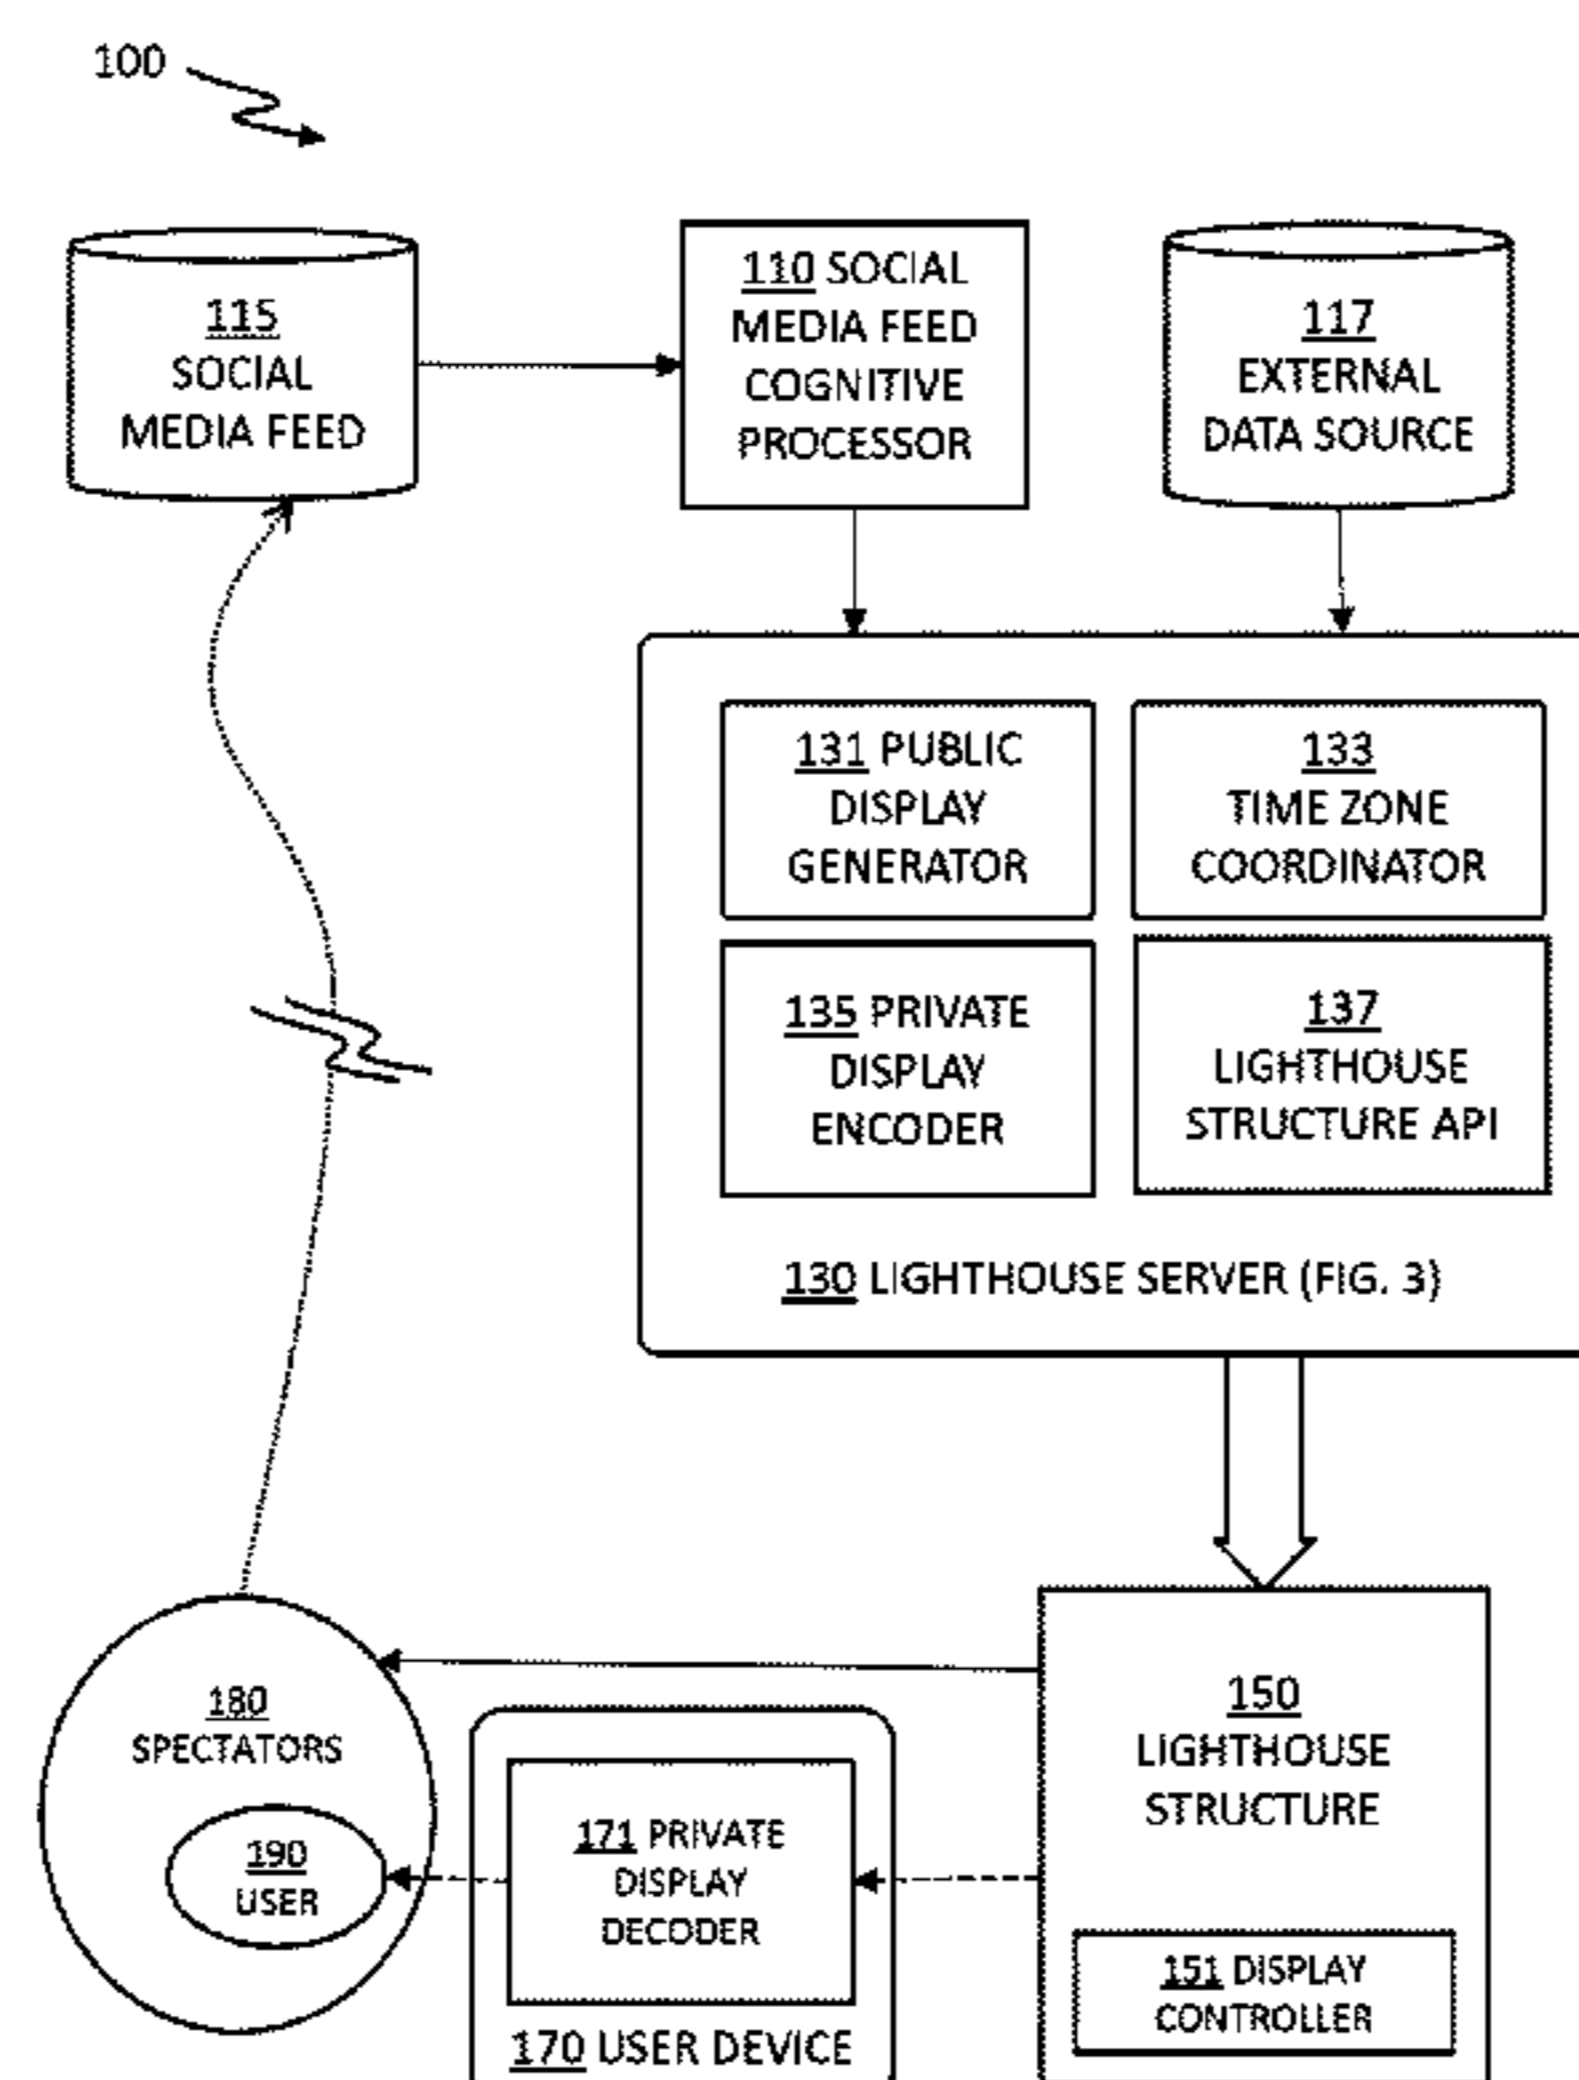 100
115
SOCIAL
MEDIA FEED
110 SOCIAL
MEDIA FEED
COGNITIVE
PROCESSOR
117
EXTERNAL
DATA SOURCE
131 PUBLIC
DISPLAY
GENERATOR
133
TIME ZONE
COORDINATOR
135 PRIVATE
DISPLAY
ENCODER
137
LIGHTHOUSE
STRUCTURE API
130 LIGHTHOUSE SERVER (FIG. 3)
180
SPECTATORS
190
USER
171 PRIVATE
DISPLAY
DECODER
170 USER DEVICE
150
LIGHTHOUSE
STRUCTURE
151 DISPLAY
CONTROLLER